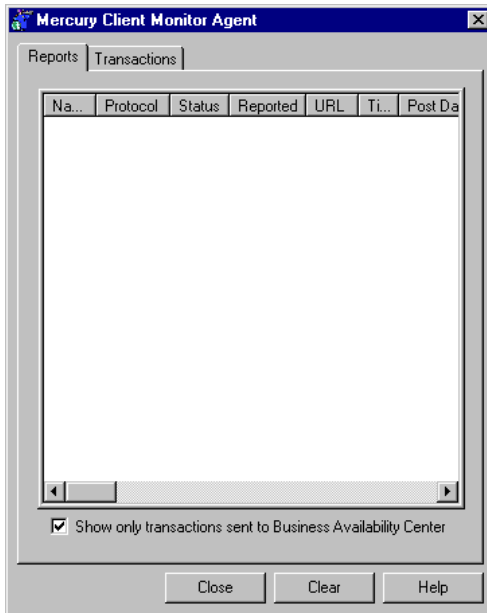 Mercury Client Monitor Agent
Reports Transactions
Na... Protocol Status Reported URL Ti... Post Da
Show only transactions sent to Business Availability Center
Close Clear Help